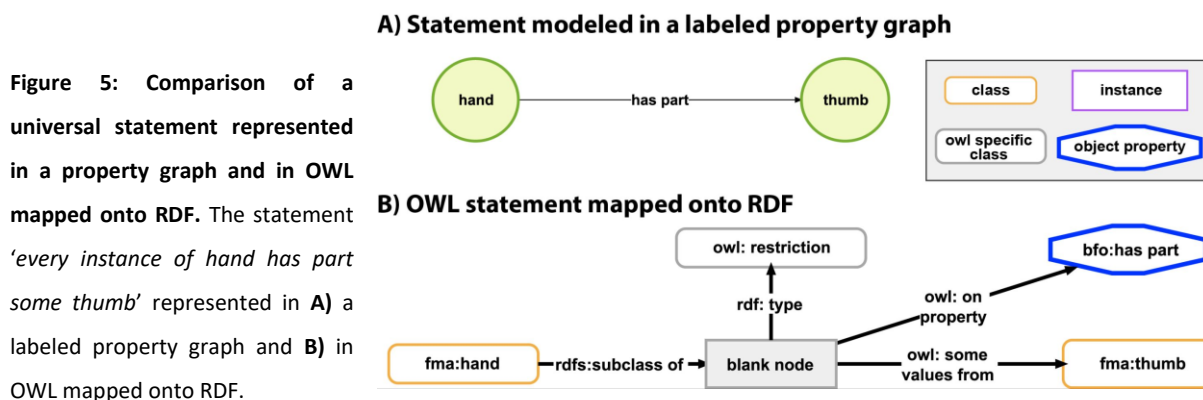 Figure 5: Comparison of a
universal statement represented
in a property graph and in OWL
mapped onto RDF. The statement
‘every instance of hand has part
some thumb’ represented in A) a
labeled property graph and B) in
OWL mapped onto RDF.
A) Statement modeled in a labeled property graph
hand
has part
thumb
class
instance
owl specific
class
object property
B) OWL statement mapped onto RDF
owl: restriction
bfo:has part
rdf: type
owl: on
property
fma:hand
rdfs:subclass of
blank node
owl: some
values from
fma:thumb